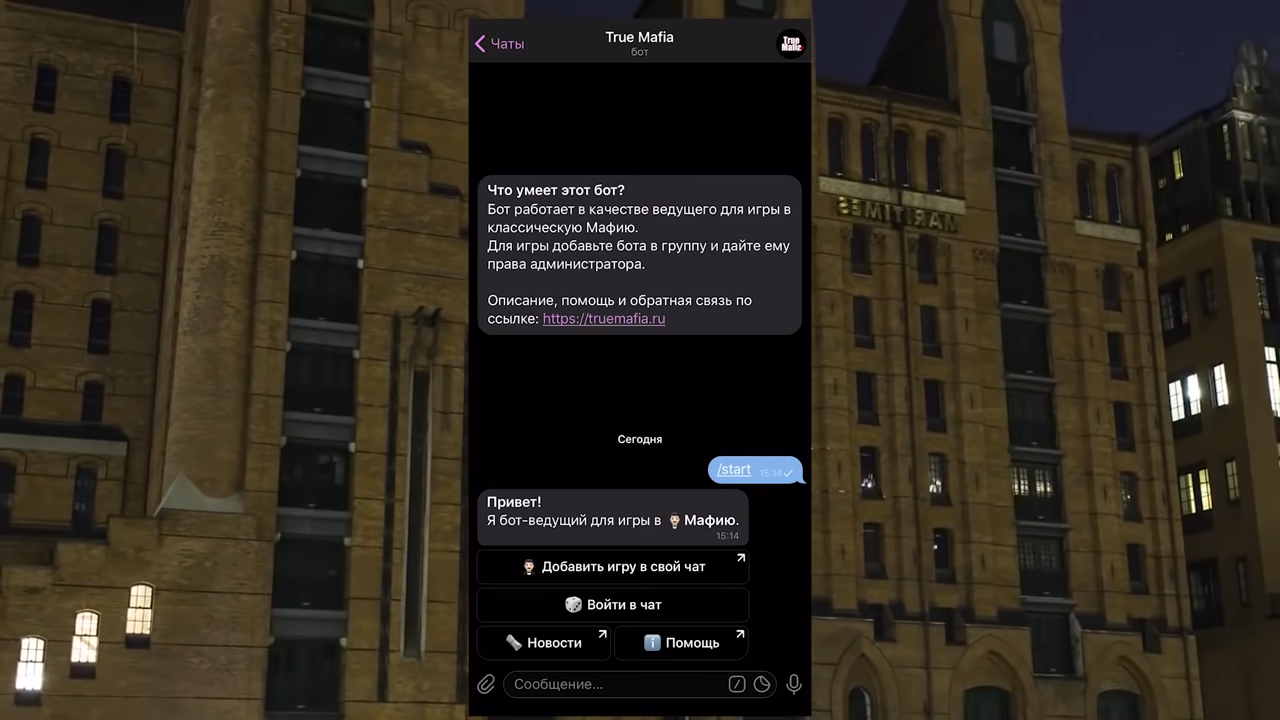 Чаты
True Mafia
бот
True
Mafia
Что умеет этот бот?
Бот работает в качестве ведущего для игры в
классическую Мафию.
Для игры добавьте бота в группу и дайте ему
права администратора.
Описание, помощь и обратная связь по
ссылке: https://truemafia.ru
MARITIMES
Сегодня
/start 15:14
Привет!
Я бот-ведущий для игры в Мафию.
15:14
Добавить игру в свой чат
Войти в чат
Новости
Помощь
Сообщение...